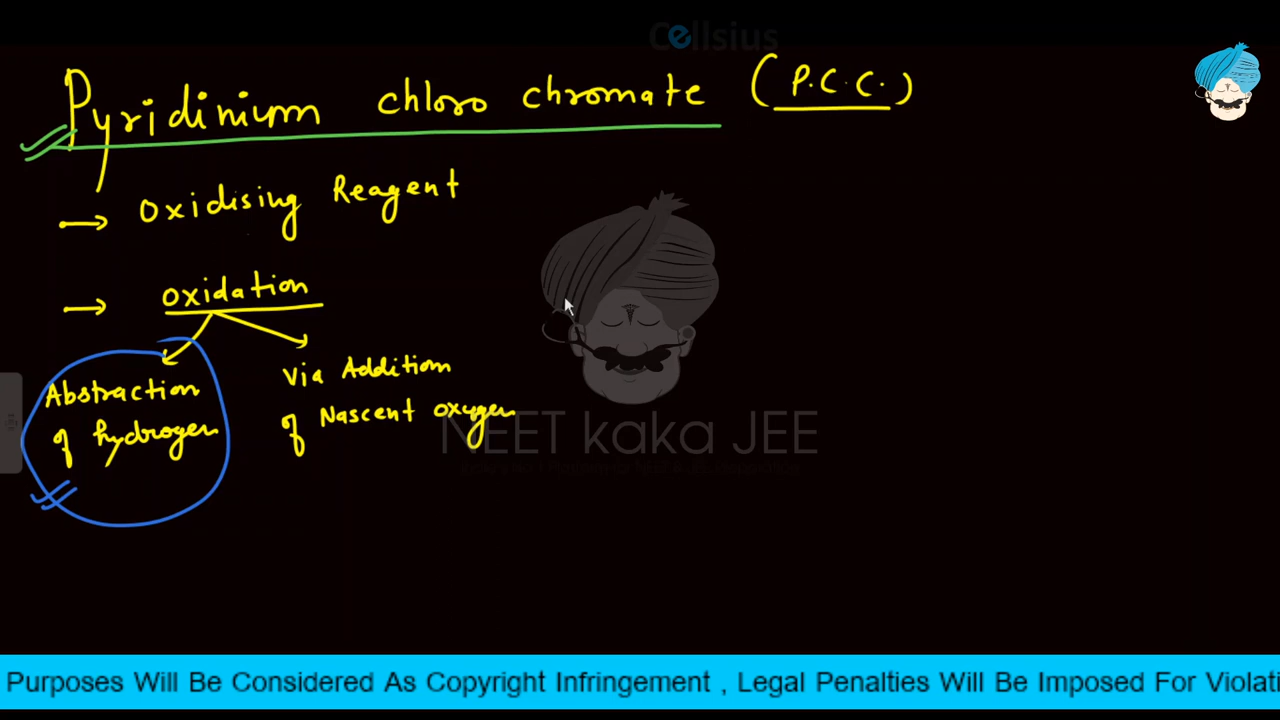 Cellsius
Pyridinium chloro chromate (P.C.C.)
→ Oxidising Reagent
→ oxidation
Abstraction
of hydrogen
via Addition
of Nascent oxygen
NEET kaka JEE
Purposes Will Be Considered As Copyright Infringement , Legal Penalties Will Be Imposed For Violati